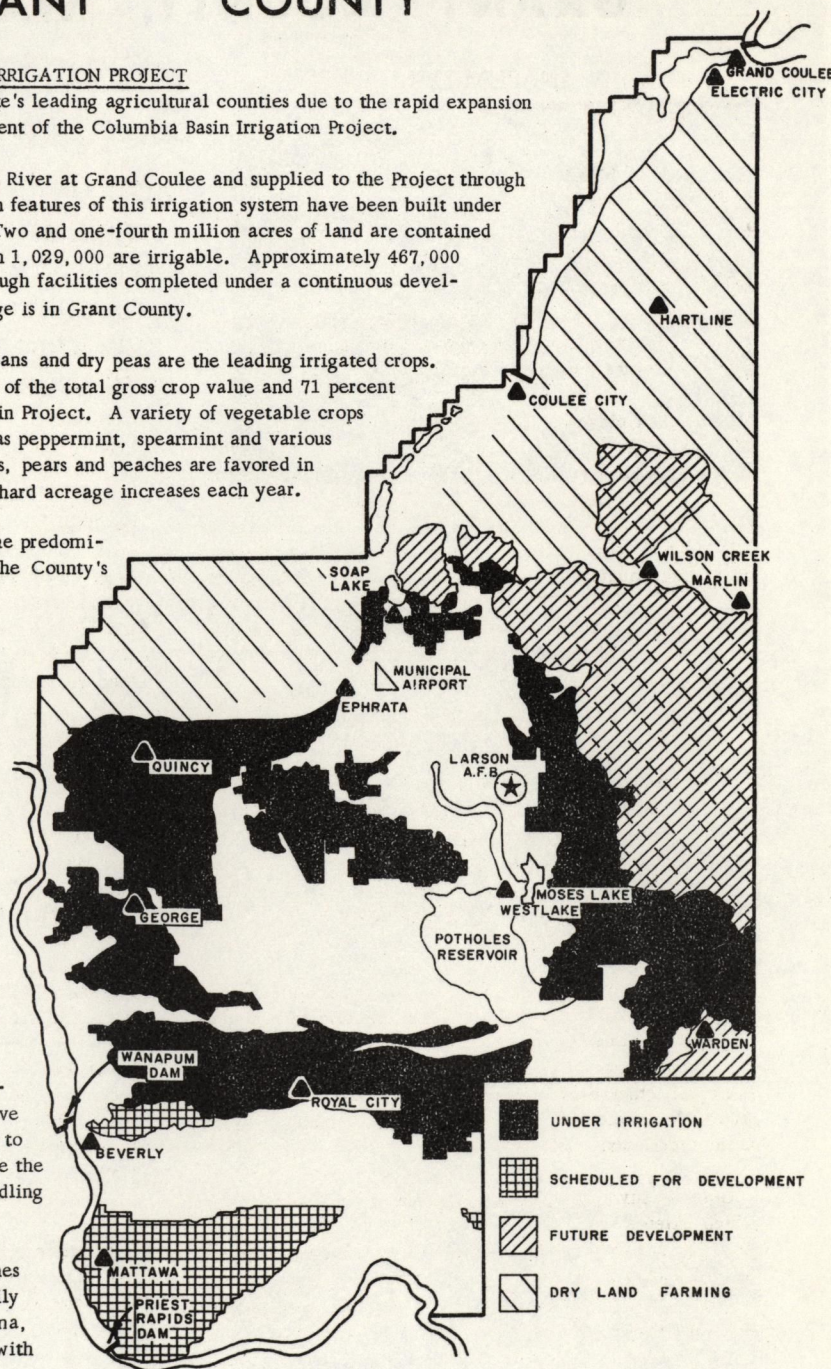 ANT COUNTY
RRIGATION PROJECT
e's leading agricultural counties due to the rapid expansion
ent of the Columbia Basin Irrigation Project.
River at Grand Coulee and supplied to the Project through
features of this irrigation system have been built under
Two and one-fourth million acres of land are contained
1,029,000 are irrigable. Approximately 467,000
ugh facilities completed under a continuous devel-
ge is in Grant County.
ans and dry peas are the leading irrigated crops.
of the total gross crop value and 71 percent
in Project. A variety of vegetable crops
as peppermint, spearmint and various
s, pears and peaches are favored in
hard acreage increases each year.
e predomi-
he County's
GRAND COULEE
ELECTRIC CITY
HARTLINE
COULEE CITY
WILSON CREEK
MARLIN
SOAP
LAKE
MUNICIPAL
AIRPORT
EPHRATA
QUINCY
LARSON
A.F.B.
MOSES LAKE
WESTLAKE
GEORGE
POTHOLES
RESERVOIR
WARDEN
WANAPUM
DAM
ROYAL CITY
BEVERLY
MATTAWA
PRIEST
RAPIDS
DAM
ve
to
e the
dling
nes
lly
na,
with
UNDER IRRIGATION
SCHEDULED FOR DEVELOPMENT
FUTURE DEVELOPMENT
DRY LAND FARMING